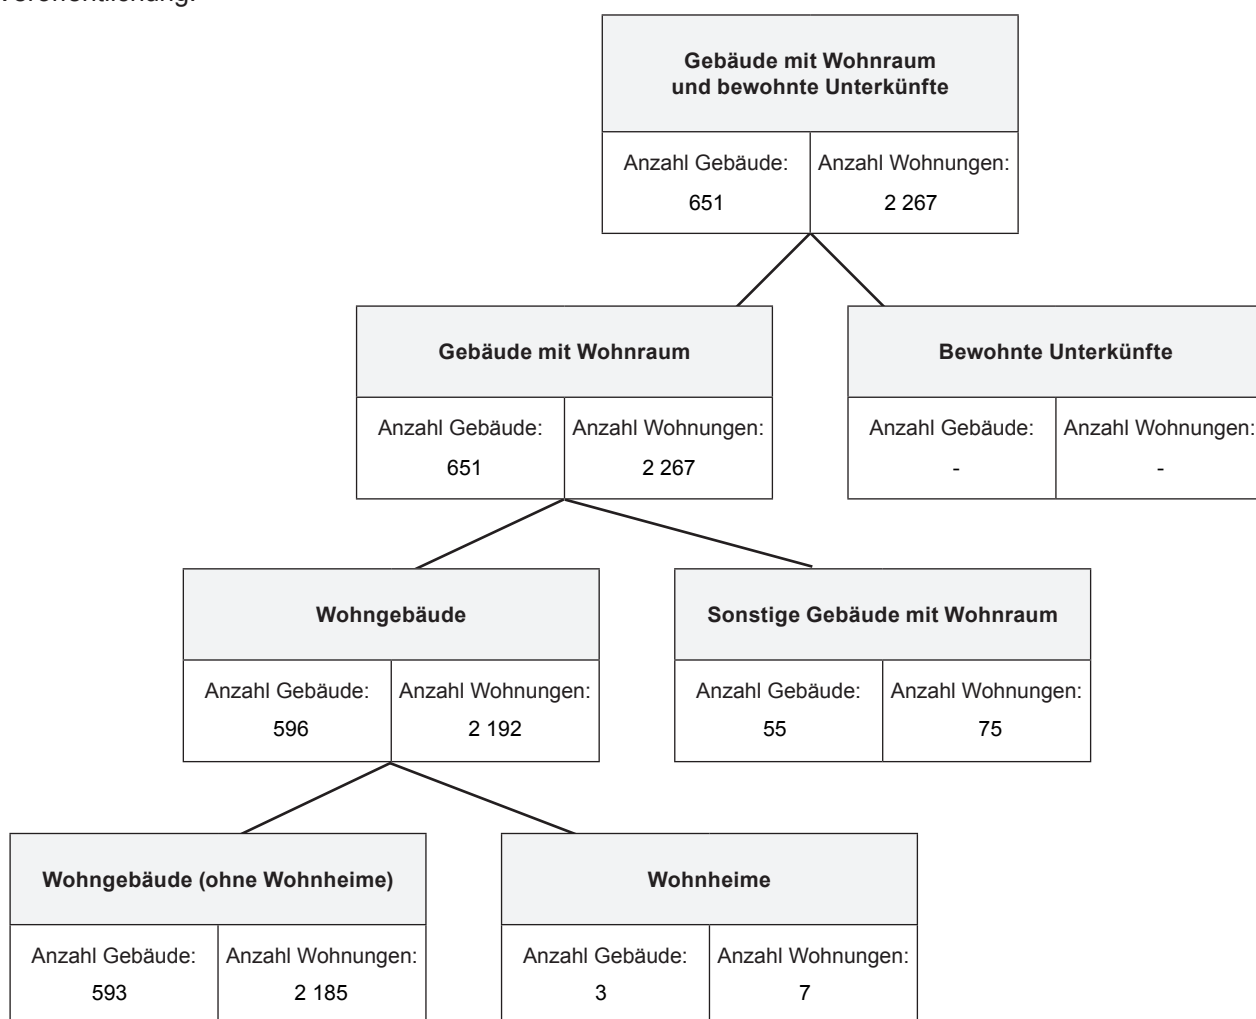 Veröffentlichung.
Gebäude mit Wohnraum
und bewohnte Unterkünfte
Anzahl Gebäude: Anzahl Wohnungen:
651 2 267
Gebäude mit Wohnraum Bewohnte Unterkünfte
Anzahl Gebäude: Anzahl Wohnungen: Anzahl Gebäude: Anzahl Wohnungen:
651 2 267 - -
Wohngebäude Sonstige Gebäude mit Wohnraum
Anzahl Gebäude: Anzahl Wohnungen: Anzahl Gebäude: Anzahl Wohnungen:
596 2 192 55 75
Wohngebäude (ohne Wohnheime) Wohnheime
Anzahl Gebäude: Anzahl Wohnungen: Anzahl Gebäude: Anzahl Wohnungen:
593 2 185 3 7